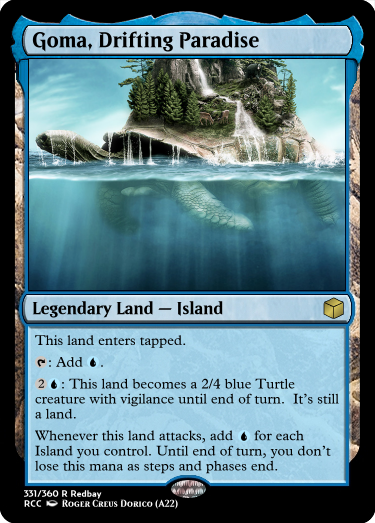 Goma, Drifting Paradise
Legendary Land — Island
This land enters tapped.
: Add .
2 : This land becomes a 2/4 blue Turtle
creature with vigilance until end of turn.  It's still
a land.
Whenever this land attacks, add for each
Island you control. Until end of turn, you don't
lose this mana as steps and phases end.
331/360 R Redbay
RCC Roger Creus Dorico (A22)